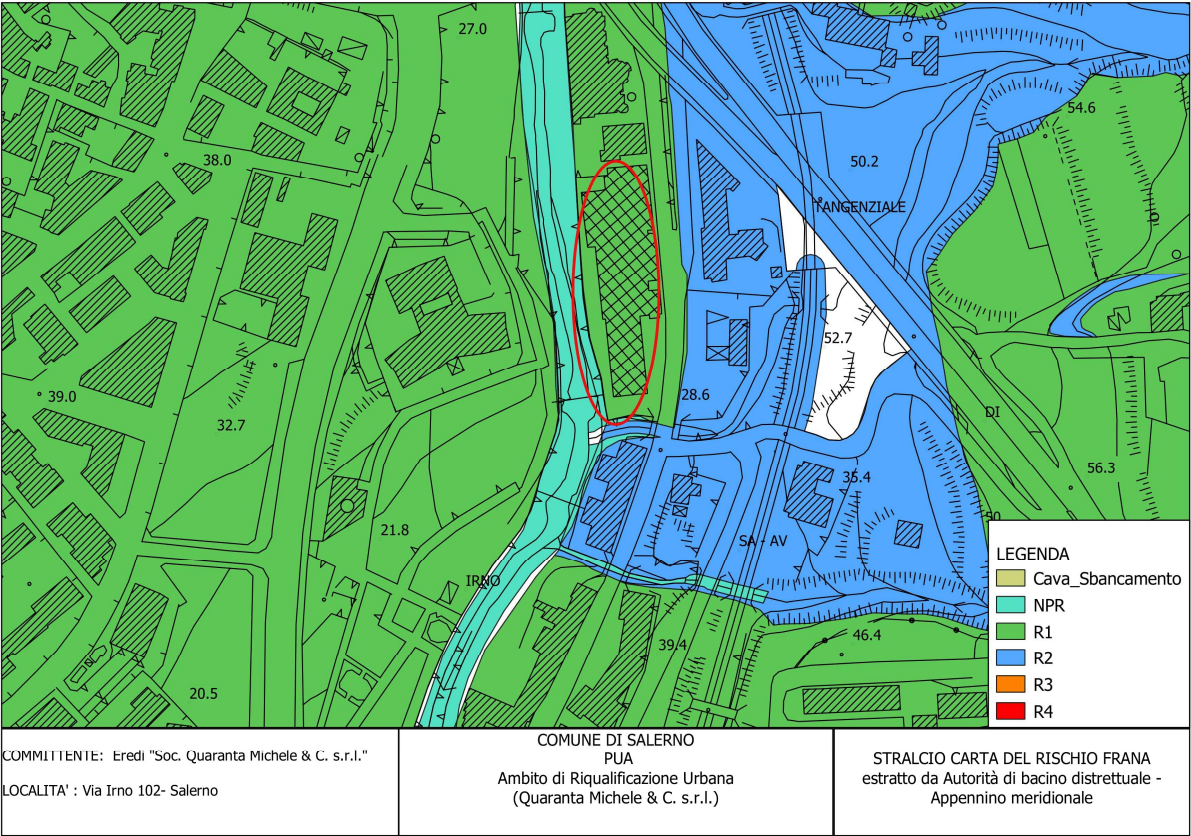 27.0
54.6
38.0
50.2
TANGENZIALE
52.7
39.0
28.6
32.7
DI
56.3
35.4
50
21.8
SA - AV
IRNO
39.4
46.4
20.5
LEGENDA
Cava_Sbancamento
NPR
R1
R2
R3
R4
COMMITTENTE: Eredi "Soc. Quaranta Michele & C. s.r.l."
LOCALITA' : Via Irno 102- Salerno
COMUNE DI SALERNO
PUA
Ambito di Riqualificazione Urbana
(Quaranta Michele & C. s.r.l.)
STRALCIO CARTA DEL RISCHIO FRANA
estratto da Autorità di bacino distrettuale -
Appennino meridionale